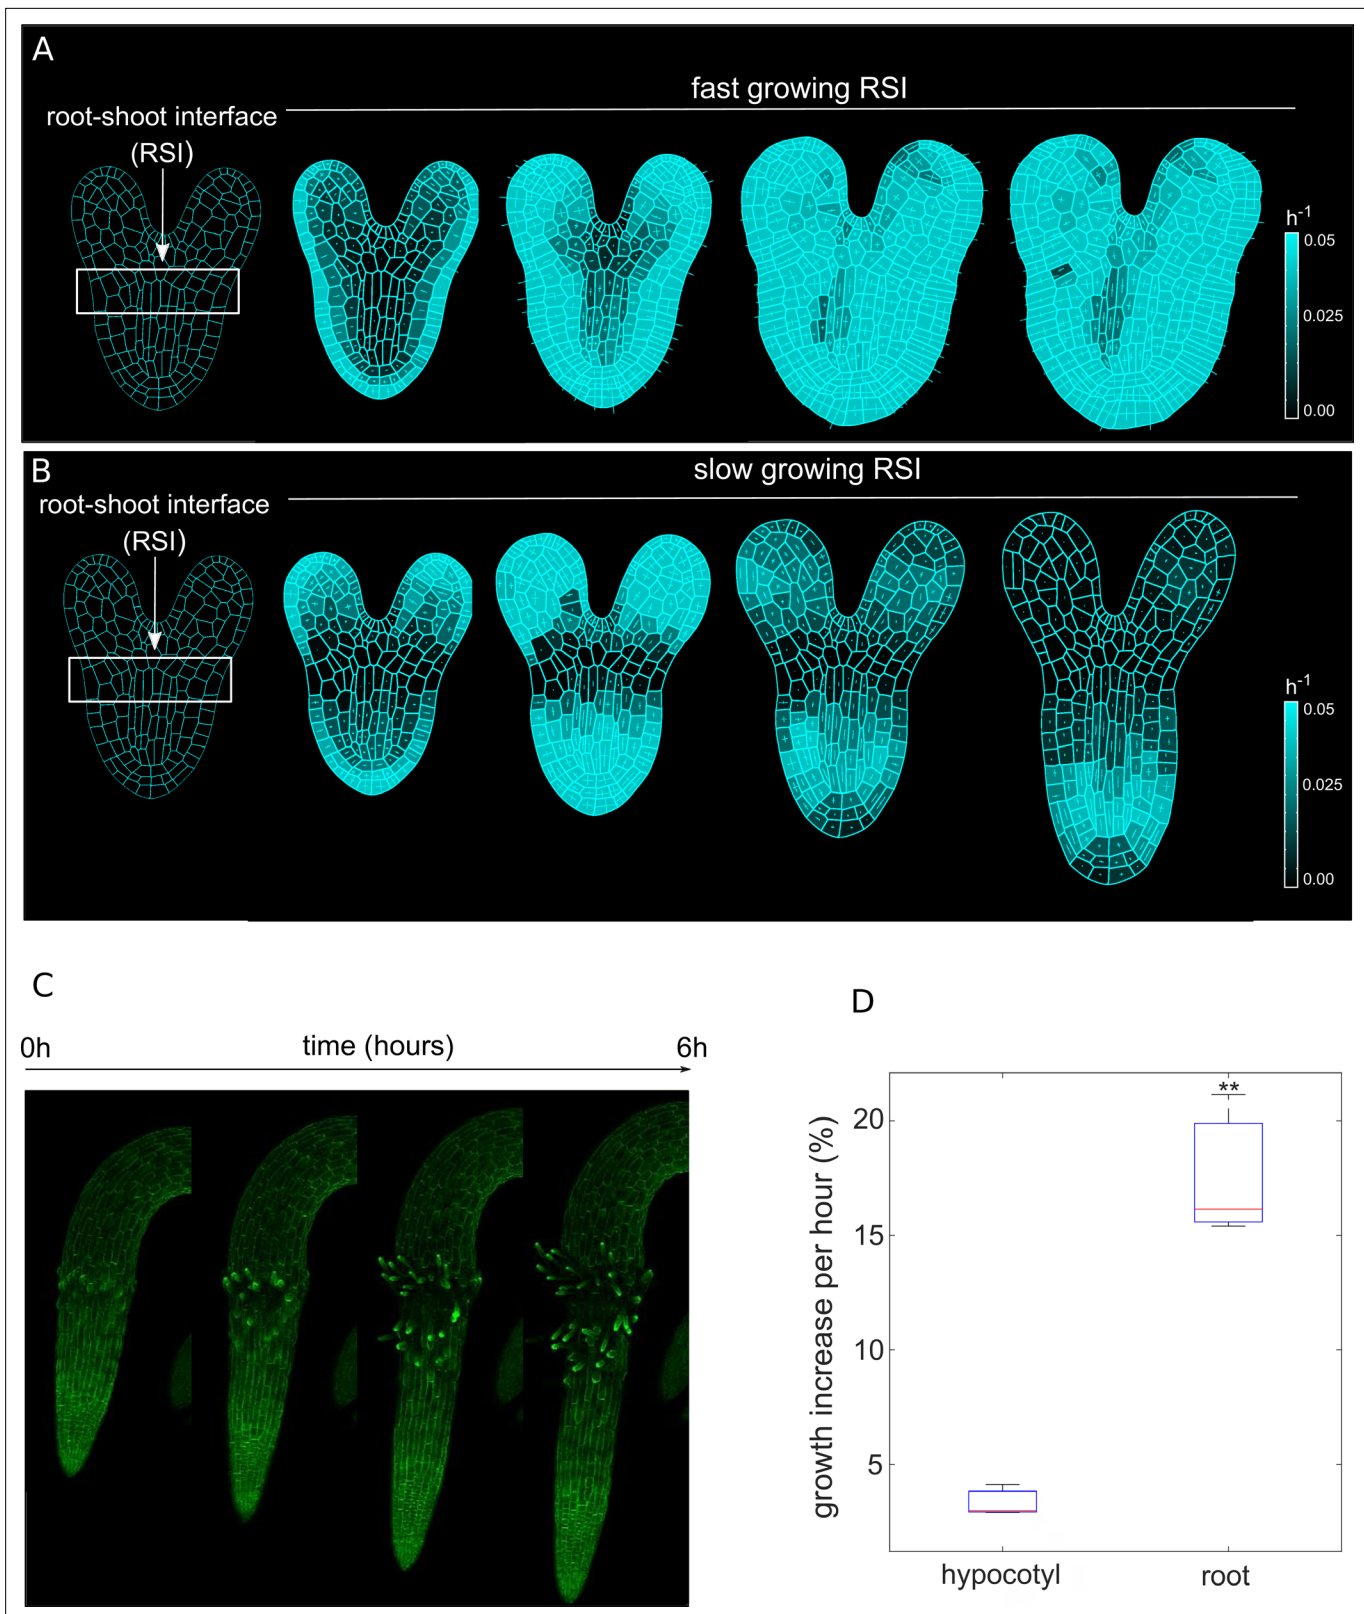 A
fast growing RSI
root-shoot interface
(RSI)
h-1
0.05
0.025
0.00
B
slow growing RSI
root-shoot interface
(RSI)
h-1
0.05
0.025
0.00
C
0h
time (hours)
6h
D
**
growth increase per hour (%)
20
15
10
5
hypocotyl
root